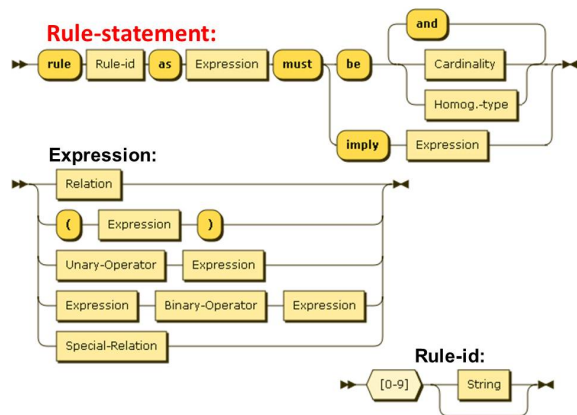 Rule-statement:
and
rule Rule-id as Expression must be Cardinality
Homog.-type
imply Expression
Expression:
Relation
( Expression )
Unary-Operator Expression
Expression Binary-Operator Expression
Special-Relation
Rule-id:
[0-9] String